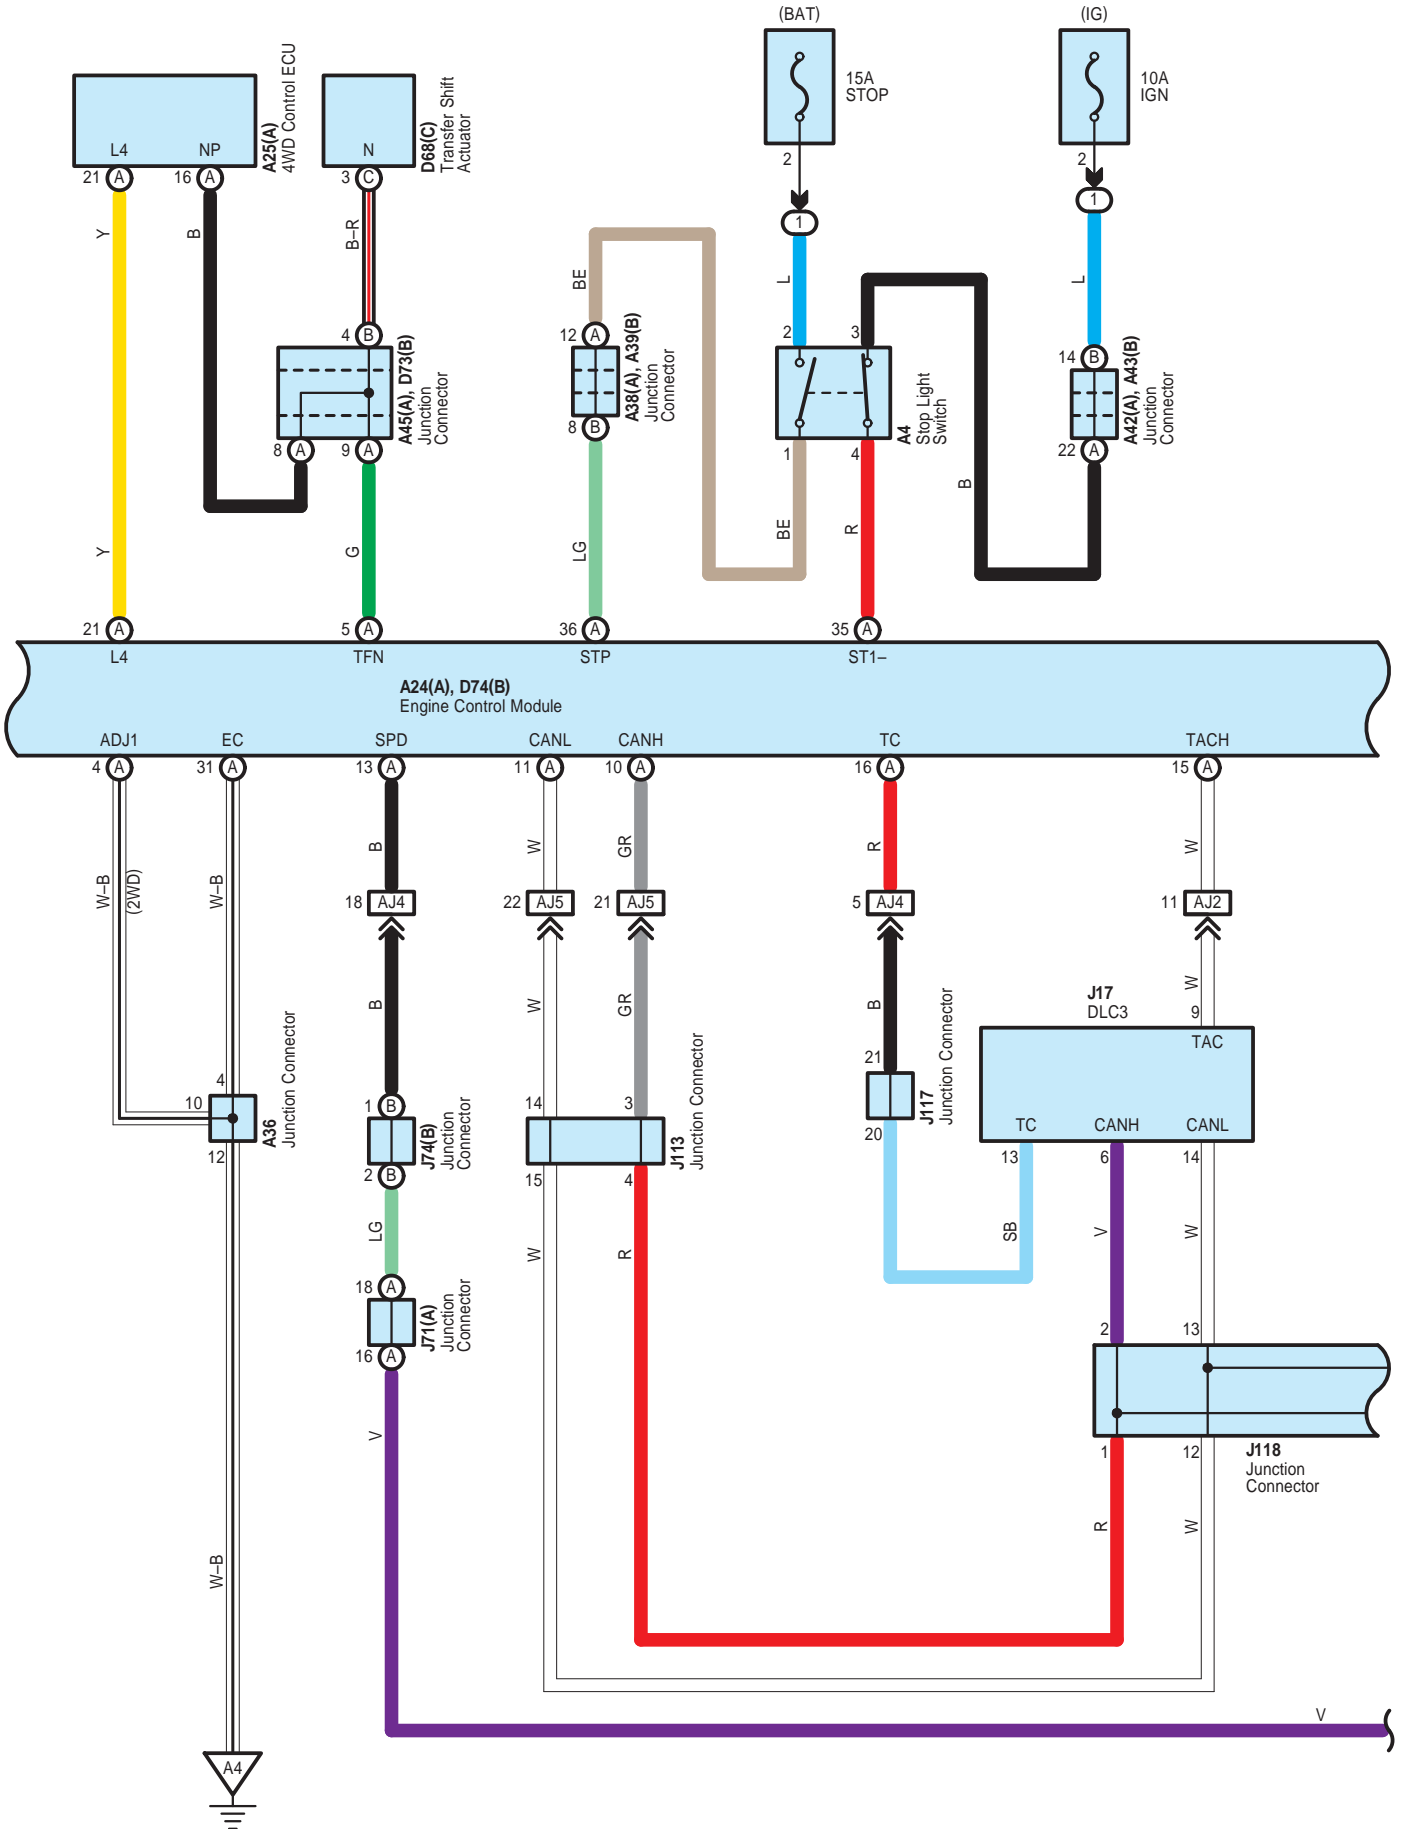 (BAT)
(IG)
15A
STOP
10A
IGN
2
2
1
1
L4
NP
A25(A)
4WD Control ECU
N
D68(C)
Transfer Shift
Actuator
21 A
16 A
3 C
Y
B
B–R
BE
L
L
4 B
A45(A), D73(B)
Junction
Connector
12 A
A38(A), A39(B)
Junction
Connector
8 B
2
3
A4
Stop Light
Switch
1
4
14 B
A42(A), A43(B)
Junction
Connector
22 A
8 A
9 A
Y
G
LG
BE
R
B
21 A
5 A
36 A
35 A
L4
TFN
STP
ST1–
A24(A), D74(B)
Engine Control Module
ADJ1
EC
SPD
CANL
CANH
TC
TACH
4 A
31 A
13 A
11 A
10 A
16 A
15 A
W–B
(2WD)
W–B
B
W
GR
R
W
18 AJ4
22 AJ5
21 AJ5
5 AJ4
11 AJ2
B
W
GR
B
W
J17
DLC3
9
TAC
TC
CANH
CANL
13
6
14
21
J117
Junction Connector
20
4
10
A36
Junction Connector
12
1 B
J74(B)
Junction
Connector
2 B
14
3
J113
Junction Connector
15
4
LG
W
R
SB
V
W
18 A
J71(A)
Junction
Connector
16 A
2
13
1
12
J118
Junction
Connector
V
R
W
W–B
V
A4